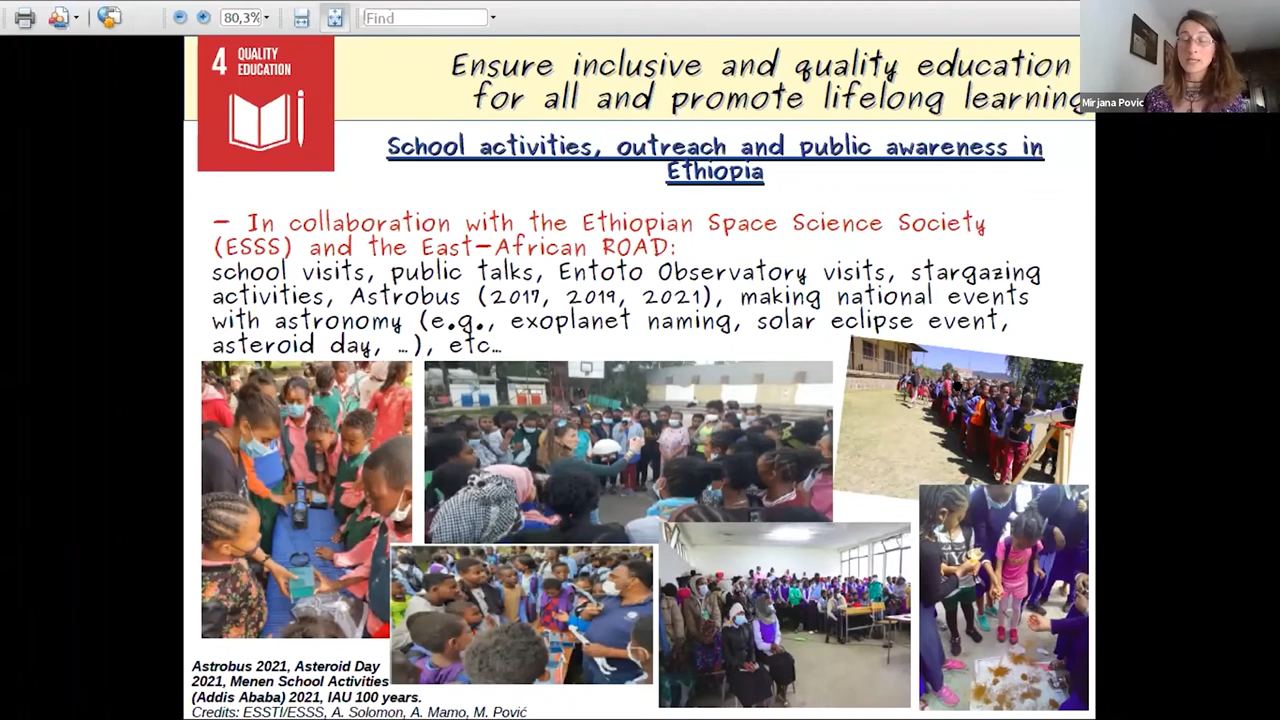 80,3%
Find
4 QUALITY
EDUCATION
Ensure inclusive and quality education
for all and promote lifelong learning
Mirjana Povic
School activities, outreach and public awareness in
Ethiopia
- In collaboration with the Ethiopian Space Science Society
(ESSS) and the East-African ROAD:
school visits, public talks, Entoto Observatory visits, stargazing
activities, Astrobus (2017, 2019, 2021), making national events
with astronomy (e.g., exoplanet naming, solar eclipse event,
asteroid day, …), etc…
Astrobus 2021, Asteroid Day
2021, Menen School Activities
(Addis Ababa) 2021, IAU 100 years.
Credits: ESSTI/ESSS, A. Solomon, A. Mamo, M. Pović